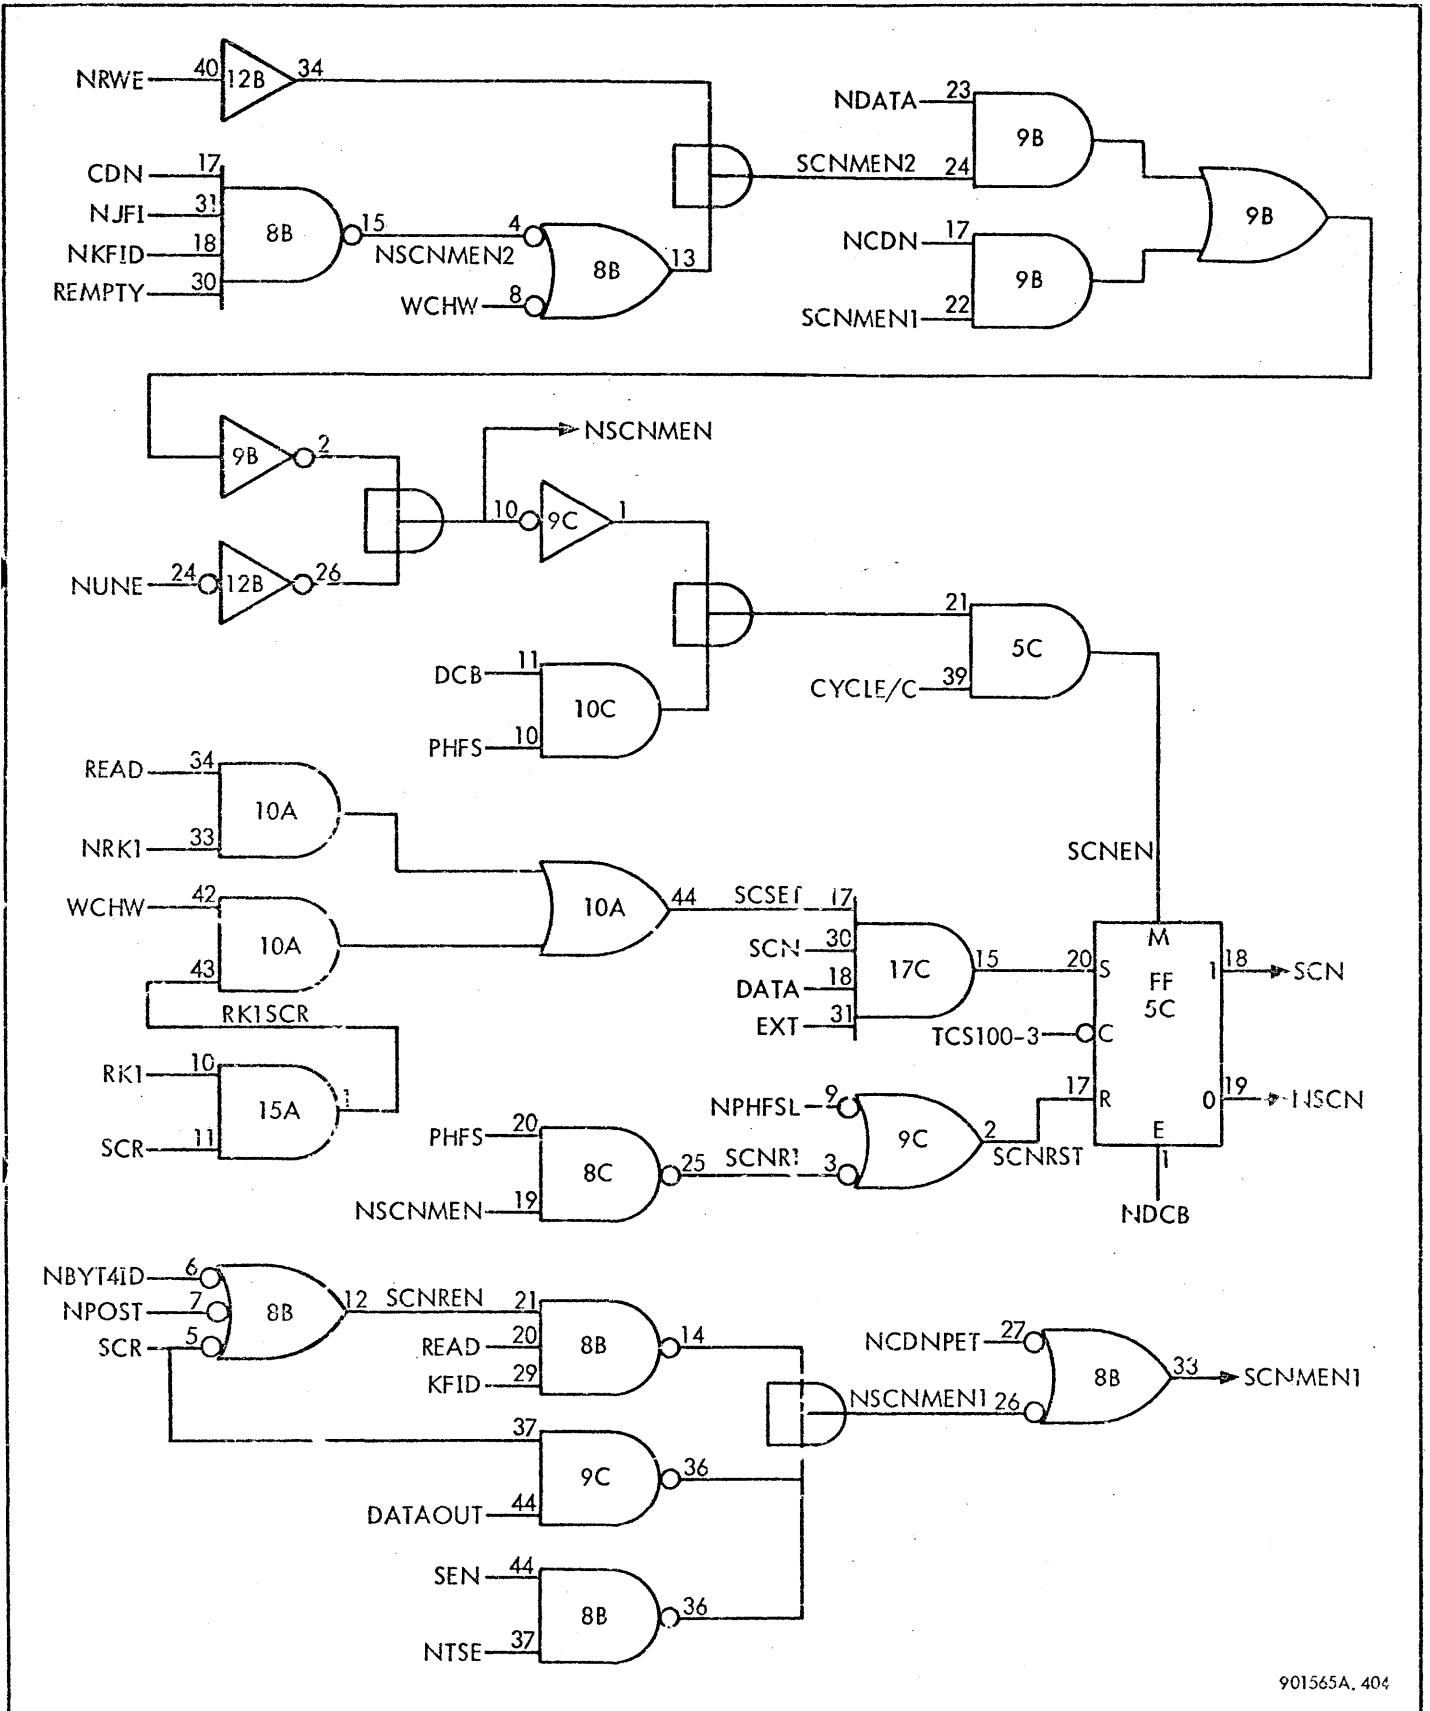 NRWE 40 12B 34
CDN 17
NJFI 31
NKFID 18
REMPTY 30
8B 15 NSCNMEN2 4
WCHW 8
8B 13
SCNMEN2 24
NDATA 23
9B
NCDN 17
SCNMEN1 22
9B
9B
9B 2
NSCNMEN
10 9C 1
NUNE 24 12B 26
DCB 11
PHFS 10
10C
21
CYCLE/C 39
5C
SCNEN
READ 34
NRK1 33
10A
WCHW 42
43
10A
RK1SCR
10A 44
17
SCN 30
DATA 18
EXT 31
17C 15
RK1 10
SCR 11
15A 1
PHFS 20
NSCNMEN 19
8C 25 3
NPHFSL 9
9C 2
SCNRST
M
20 S
FF
5C
1 18 SCN
TCS100-3 C
17 R
0 19 NSCN
E
1
NDCB
NBYT4ID 6
NPOST 7
SCR 5
8B 12 SCNREN 21
READ 20
KFID 29
8B 14
37
DATAOUT 44
9C 36
SEN 44
NTSE 37
8B 36
NSCNMEN1 26
NCDNPET 27
8B 33 SCNMEN1
901565A. 404